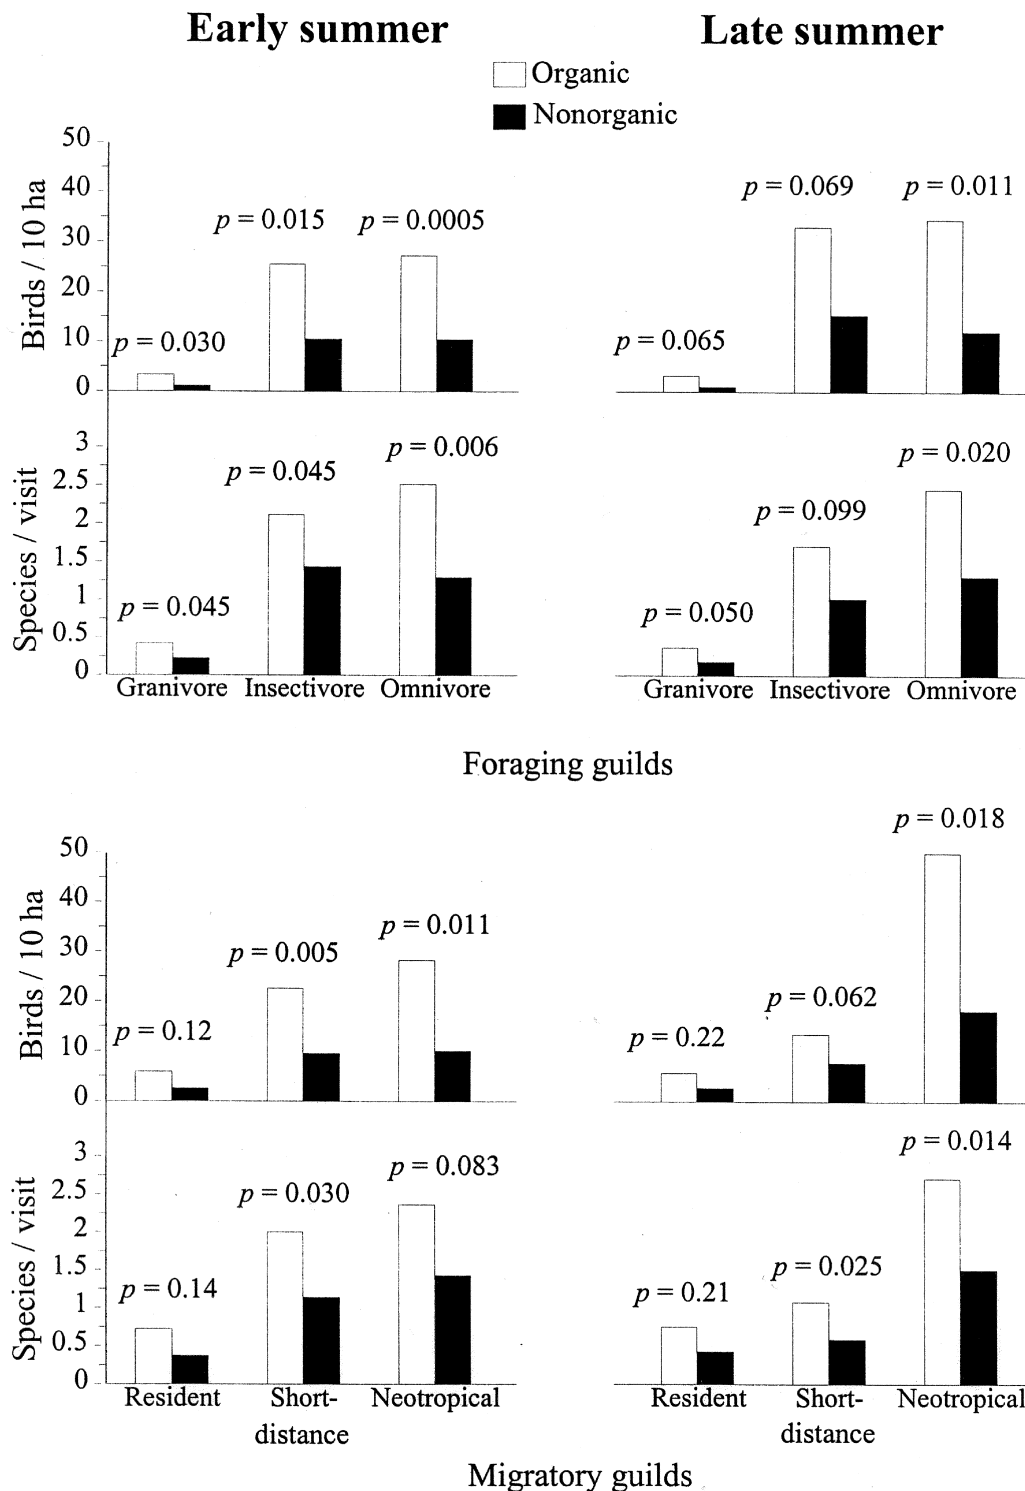 Early summer
Late summer
Organic
Nonorganic
Birds / 10 ha
50
40
30
20
10
0
p = 0.030
p = 0.015
p = 0.0005
p = 0.065
p = 0.069
p = 0.011
Species / visit
3
2.5
2
1.5
1
0.5
0
p = 0.045
p = 0.045
p = 0.006
p = 0.050
p = 0.099
p = 0.020
Granivore Insectivore Omnivore
Granivore Insectivore Omnivore
Foraging guilds
Birds / 10 ha
50
40
30
20
10
0
p = 0.12
p = 0.005
p = 0.011
p = 0.22
p = 0.062
p = 0.018
Species / visit
3
2.5
2
1.5
1
0.5
0
p = 0.14
p = 0.030
p = 0.083
p = 0.21
p = 0.025
p = 0.014
Resident Short- Neotropical
distance
Resident Short- Neotropical
distance
Migratory guilds